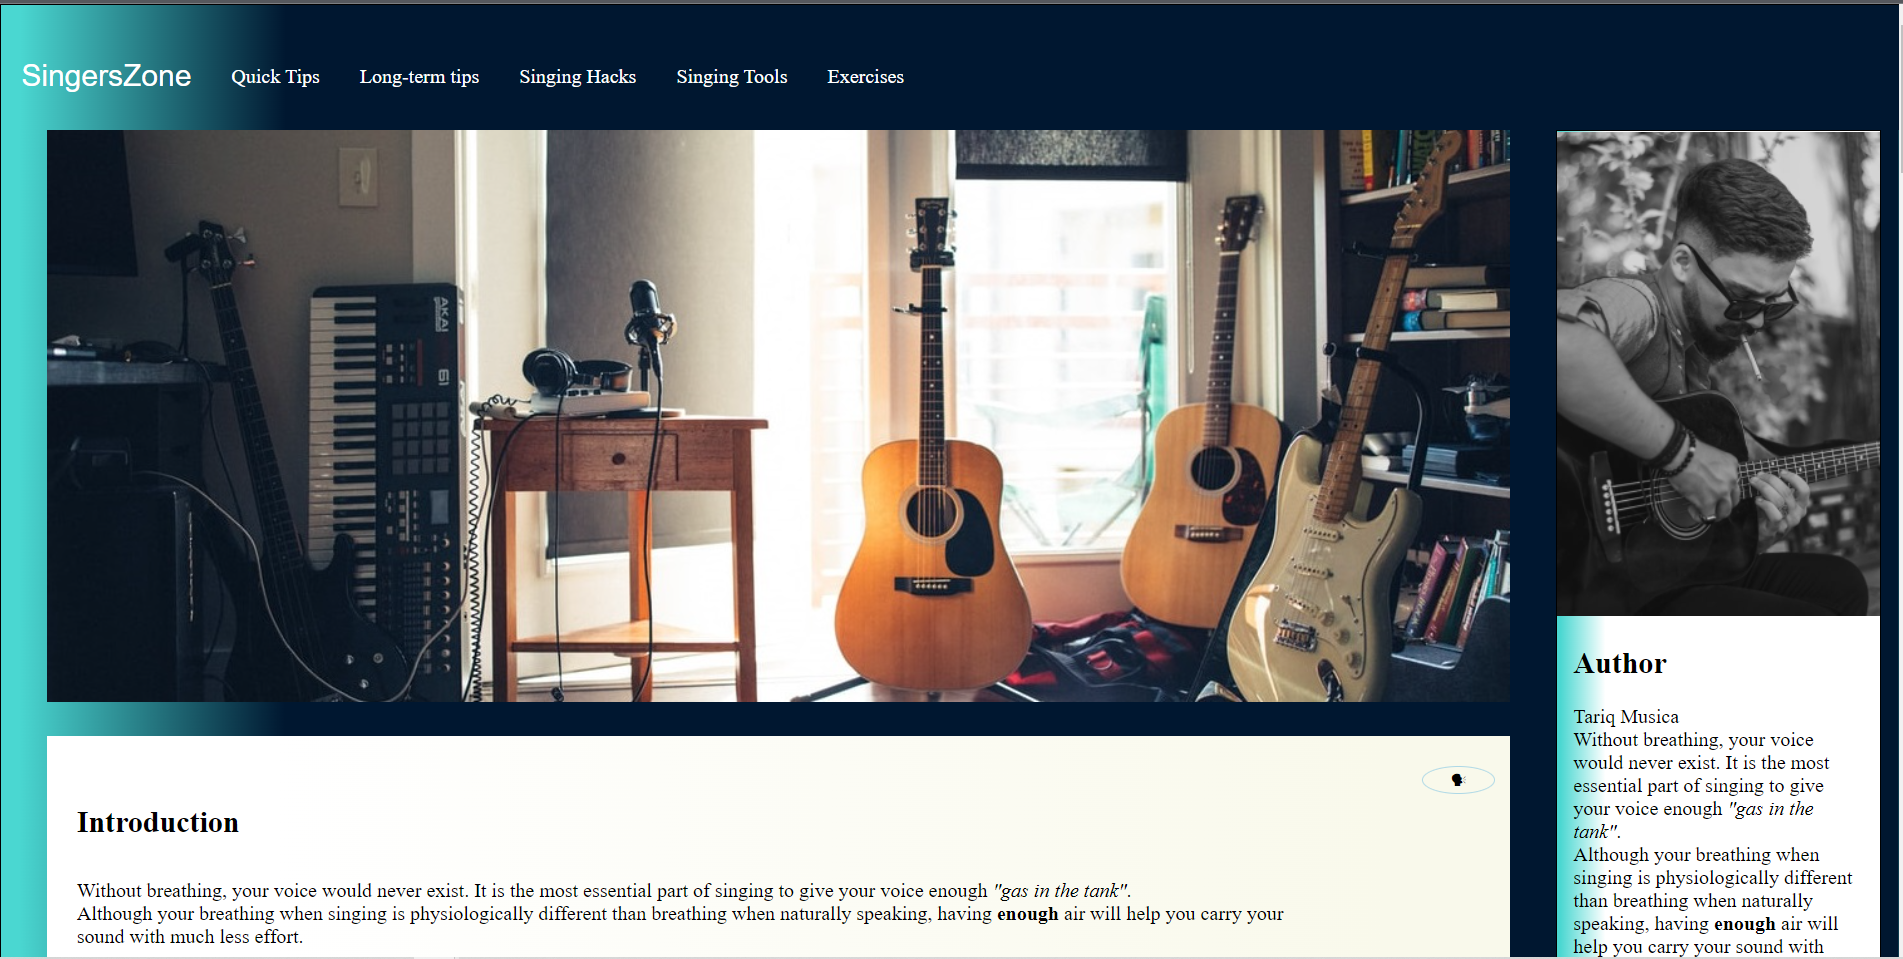 SingersZone Quick Tips Long-term tips Singing Hacks Singing Tools Exercises
AKAI
61
Introduction
Without breathing, your voice would never exist. It is the most essential part of singing to give your voice enough "gas in the tank".
Although your breathing when singing is physiologically different than breathing when naturally speaking, having enough air will help you carry your
sound with much less effort.
Author
Tariq Musica
Without breathing, your voice
would never exist. It is the most
essential part of singing to give
your voice enough "gas in the
tank".
Although your breathing when
singing is physiologically different
than breathing when naturally
speaking, having enough air will
help you carry your sound with